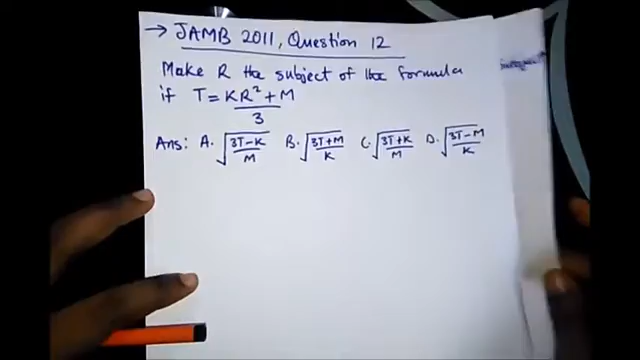 → JAMB 2011, Question 12
Make R the subject of the formula
if T = KR² + M / 3
Ans: A. √(3T-K / M) B. √(3T+M / K) C. √(3T+K / M) D. √(3T-M / K)